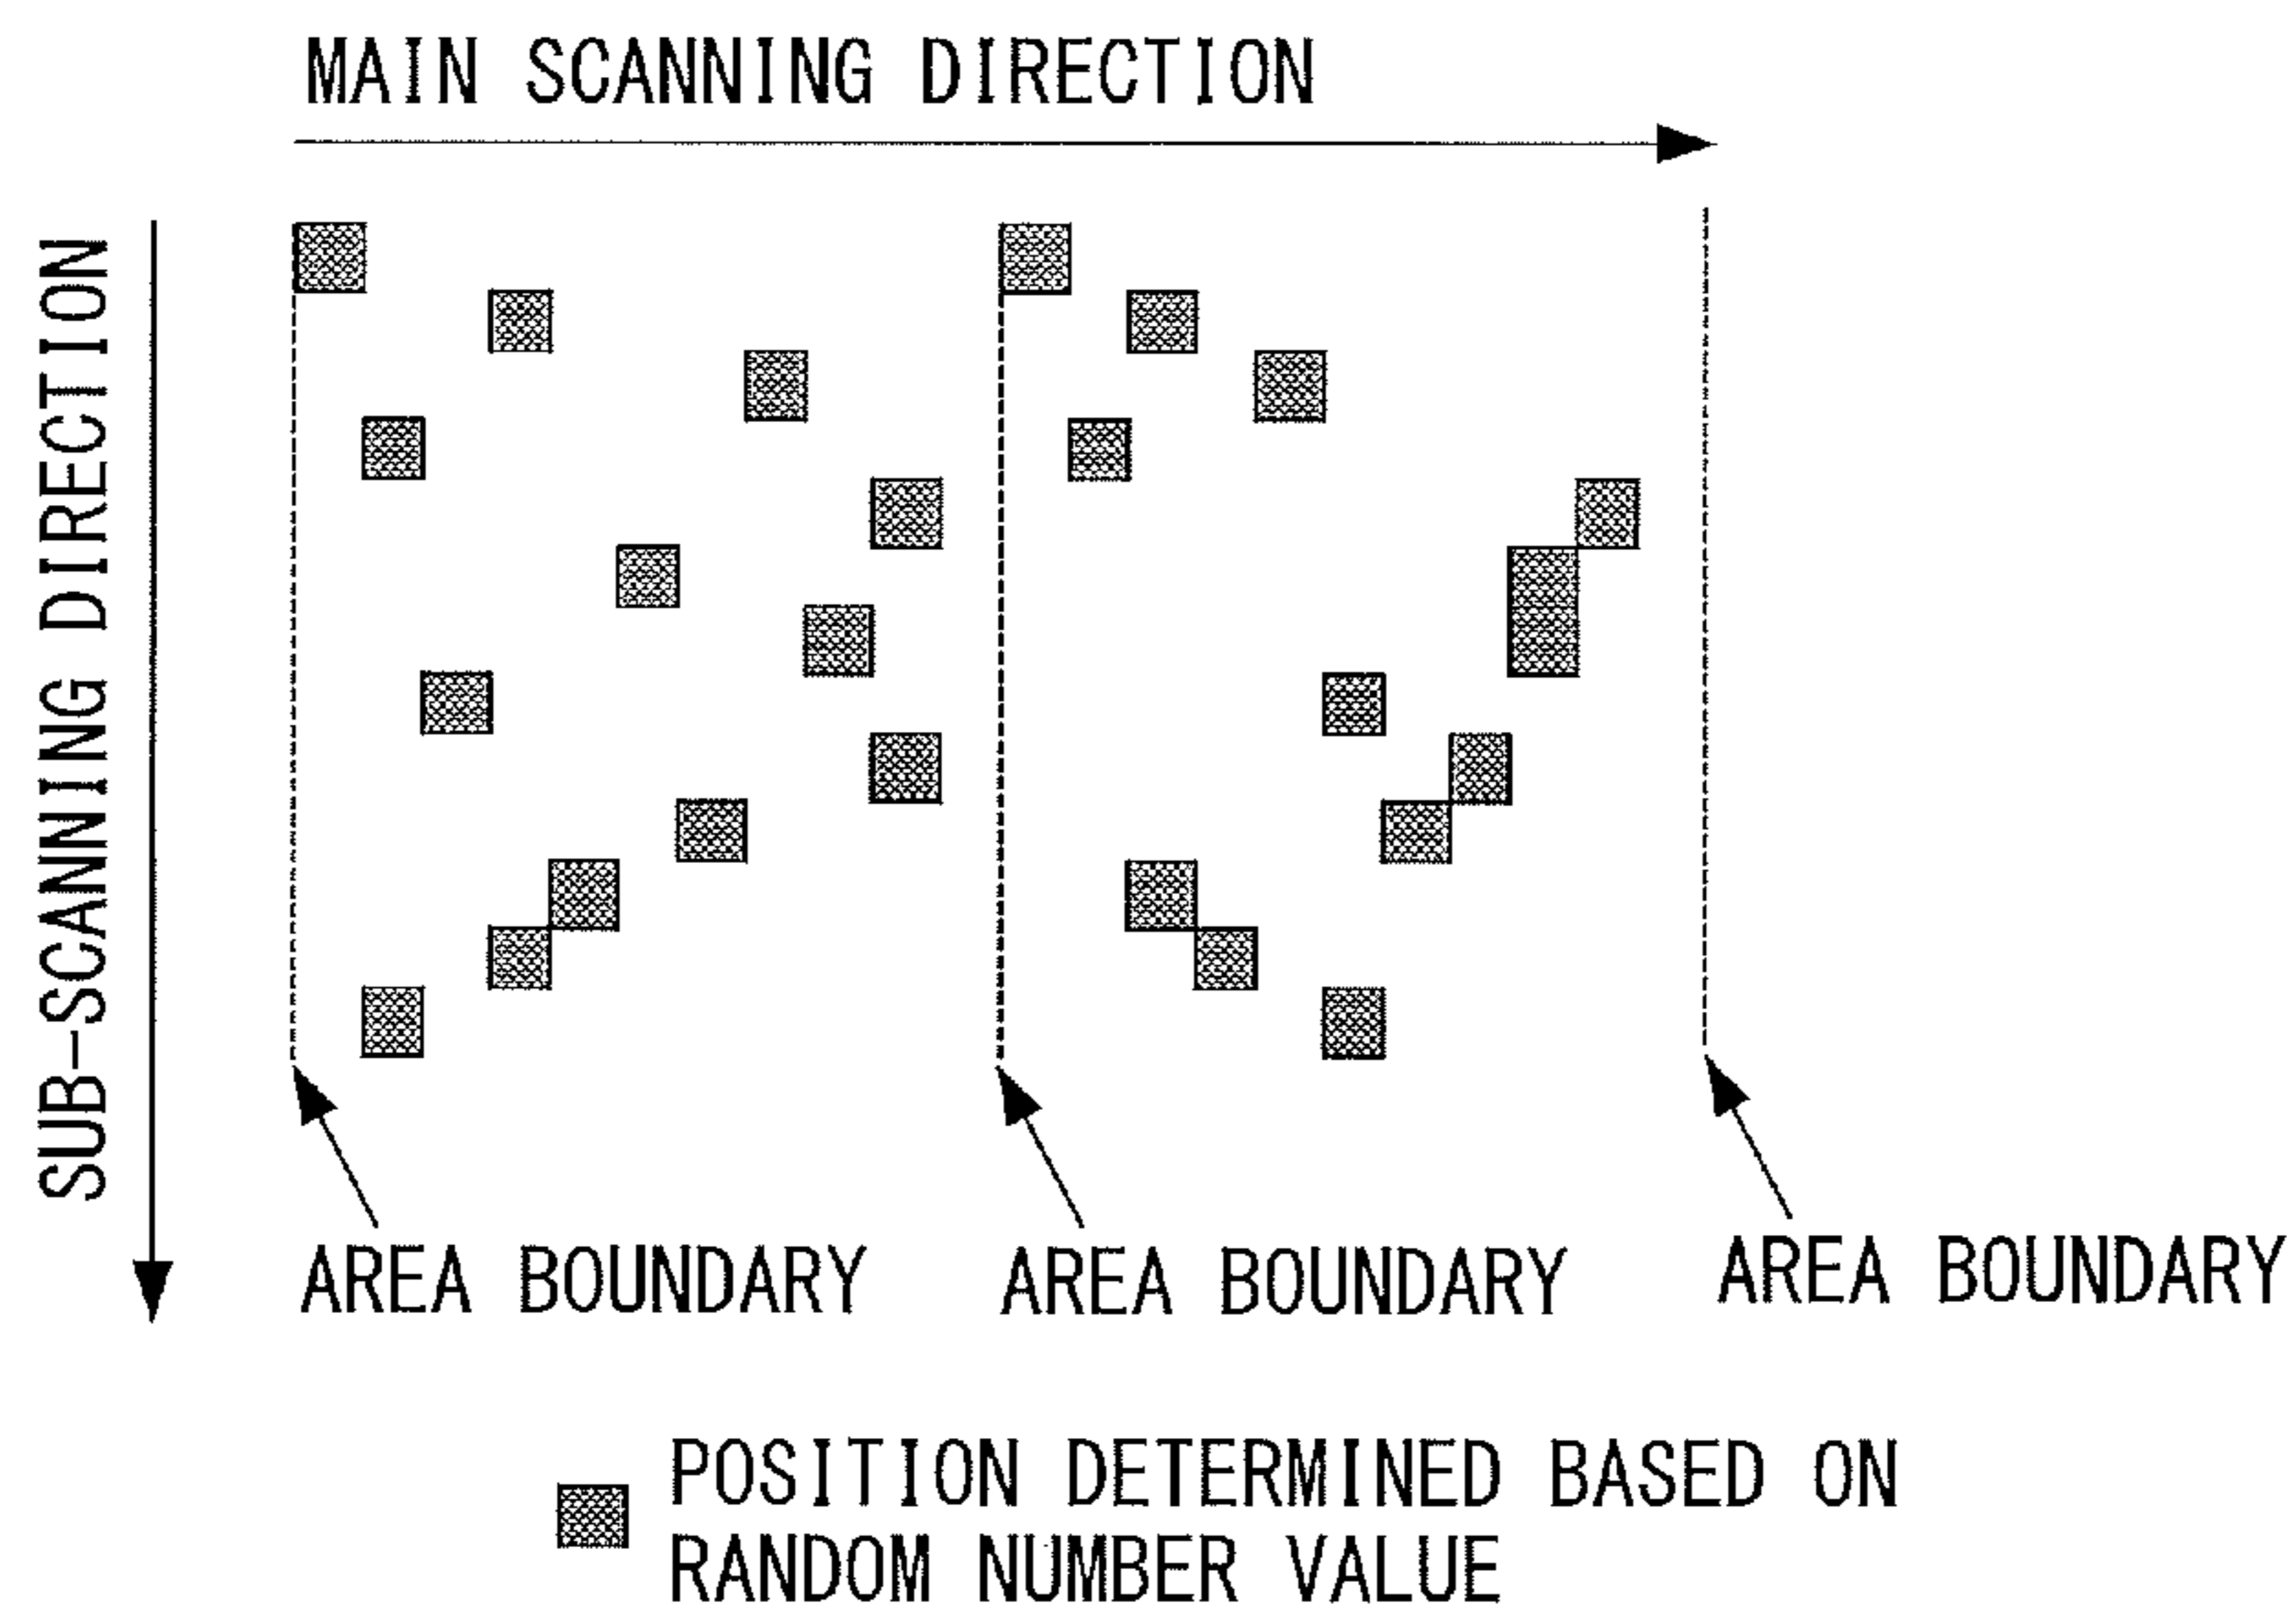 MAIN SCANNING DIRECTION
SUB-SCANNING DIRECTION
AREA BOUNDARY
AREA BOUNDARY
AREA BOUNDARY
POSITION DETERMINED BASED ON
RANDOM NUMBER VALUE